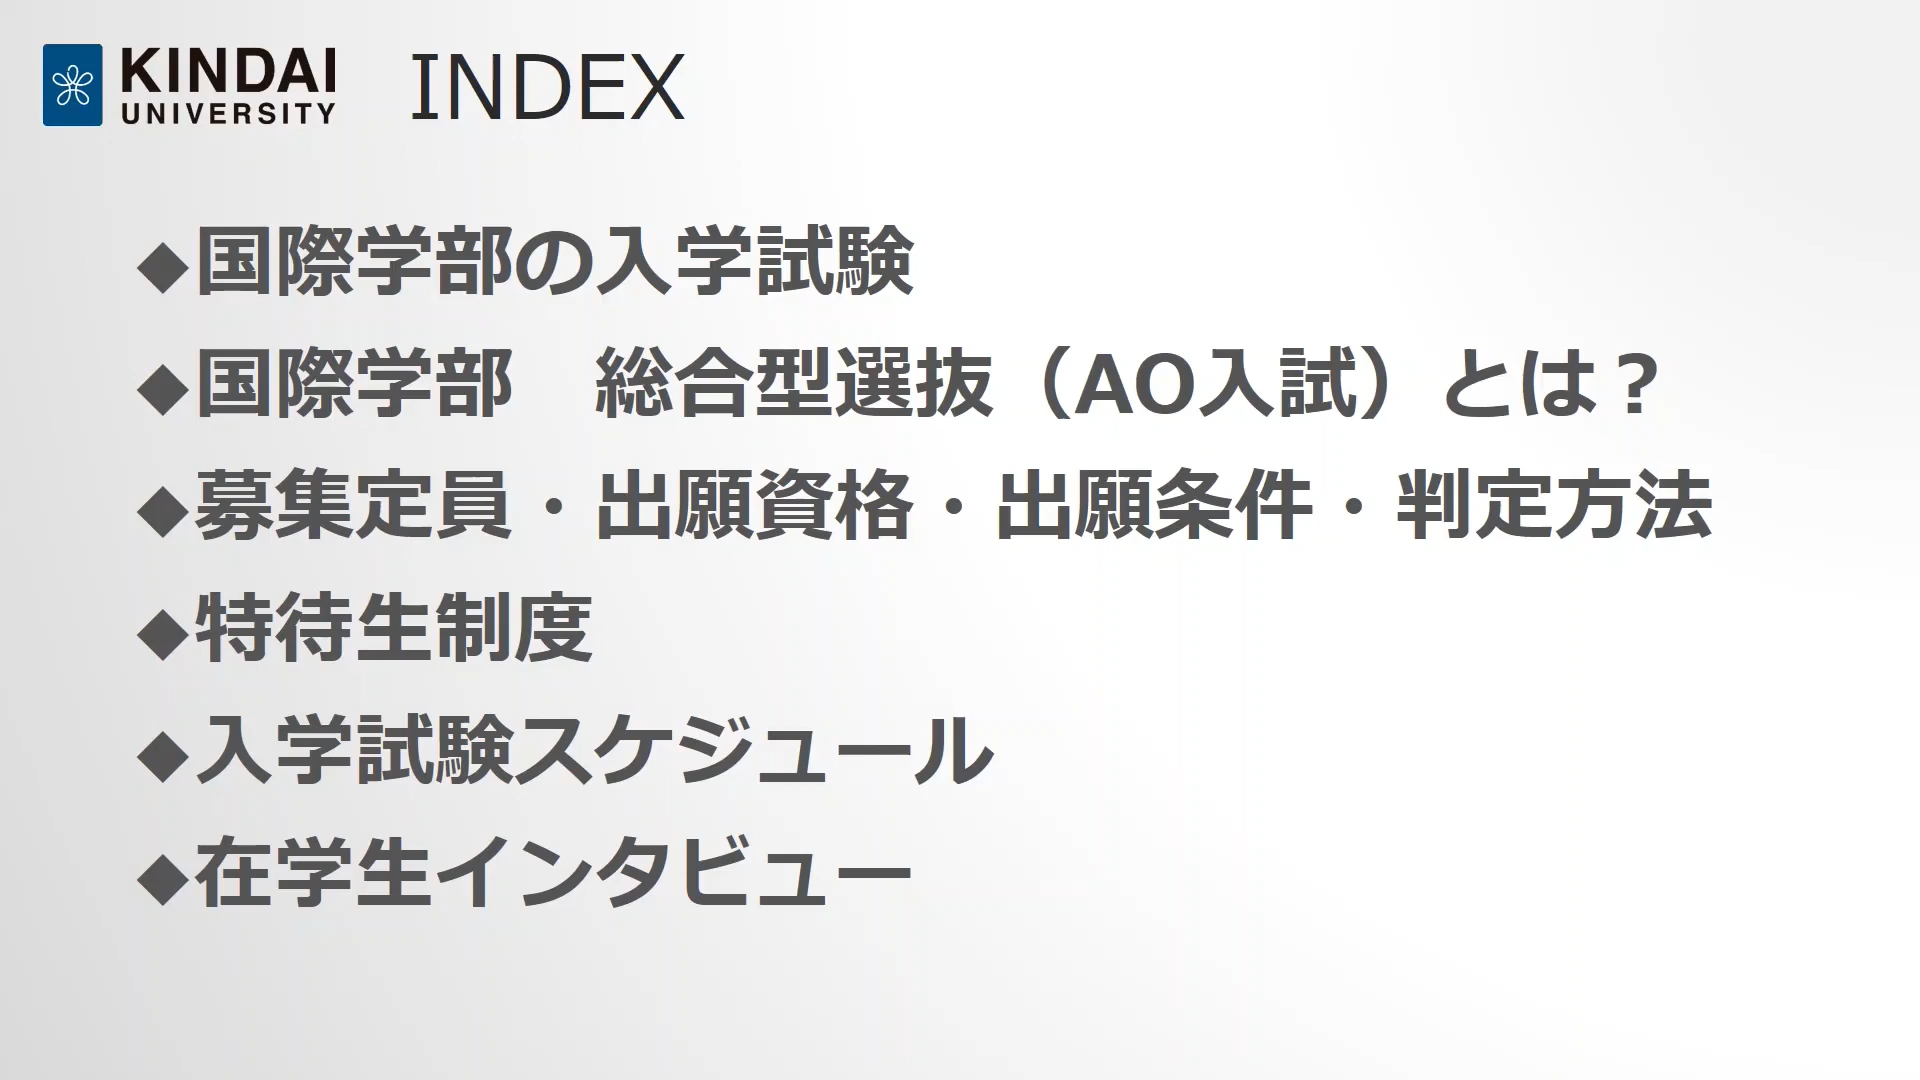 KINDAI
UNIVERSITY
INDEX
◆国際学部の入学試験
◆国際学部　総合型選抜（AO入試）とは？
◆募集定員・出願資格・出願条件・判定方法
◆特待生制度
◆入学試験スケジュール
◆在学生インタビュー